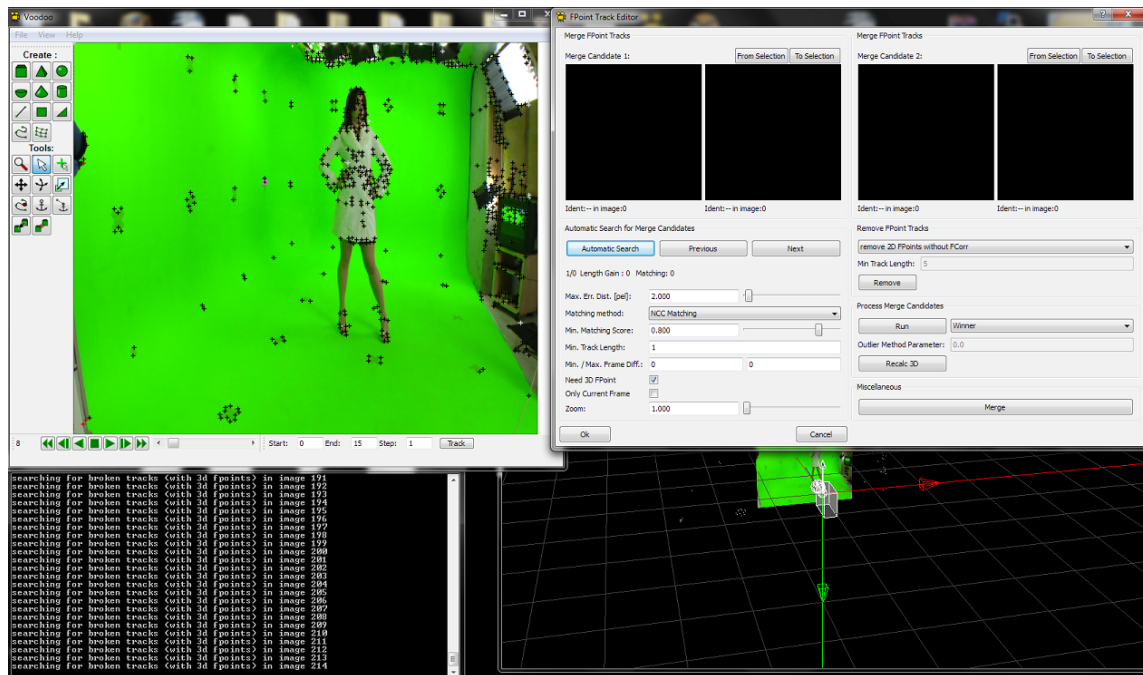 Voodoo
File View Help
Create :
Tools:
8
Start: 0 End: 15 Step: 1 Track
FPoint Track Editor
Merge FPoint Tracks
Merge Candidate 1: From Selection To Selection
Ident:-- in image:0 Ident:-- in image:0
Merge FPoint Tracks
Merge Candidate 2: From Selection To Selection
Ident:-- in image:0 Ident:-- in image:0
Automatic Search for Merge Candidates
Automatic Search Previous Next
1/0 Length Gain : 0 Matching: 0
Max. Err. Dist. [pel]: 2.000
Matching method: NCC Matching
Min. Matching Score: 0.800
Min. Track Length: 1
Min. / Max. Frame Diff.: 0 0
Need 3D FPoint
Only Current Frame
Zoom: 1.000
Remove FPoint Tracks
remove 2D FPoints without FCorr
Min Track Length: 5
Remove
Process Merge Candidates
Run Winner
Outlier Method Parameter: 0.0
Recalc 3D
Miscellaneous
Merge
Ok Cancel
searching for broken tracks (with 3d fpoints) in image 191
searching for broken tracks (with 3d fpoints) in image 192
searching for broken tracks (with 3d fpoints) in image 193
searching for broken tracks (with 3d fpoints) in image 194
searching for broken tracks (with 3d fpoints) in image 195
searching for broken tracks (with 3d fpoints) in image 196
searching for broken tracks (with 3d fpoints) in image 197
searching for broken tracks (with 3d fpoints) in image 198
searching for broken tracks (with 3d fpoints) in image 199
searching for broken tracks (with 3d fpoints) in image 200
searching for broken tracks (with 3d fpoints) in image 201
searching for broken tracks (with 3d fpoints) in image 202
searching for broken tracks (with 3d fpoints) in image 203
searching for broken tracks (with 3d fpoints) in image 204
searching for broken tracks (with 3d fpoints) in image 205
searching for broken tracks (with 3d fpoints) in image 206
searching for broken tracks (with 3d fpoints) in image 207
searching for broken tracks (with 3d fpoints) in image 208
searching for broken tracks (with 3d fpoints) in image 209
searching for broken tracks (with 3d fpoints) in image 210
searching for broken tracks (with 3d fpoints) in image 211
searching for broken tracks (with 3d fpoints) in image 212
searching for broken tracks (with 3d fpoints) in image 213
searching for broken tracks (with 3d fpoints) in image 214